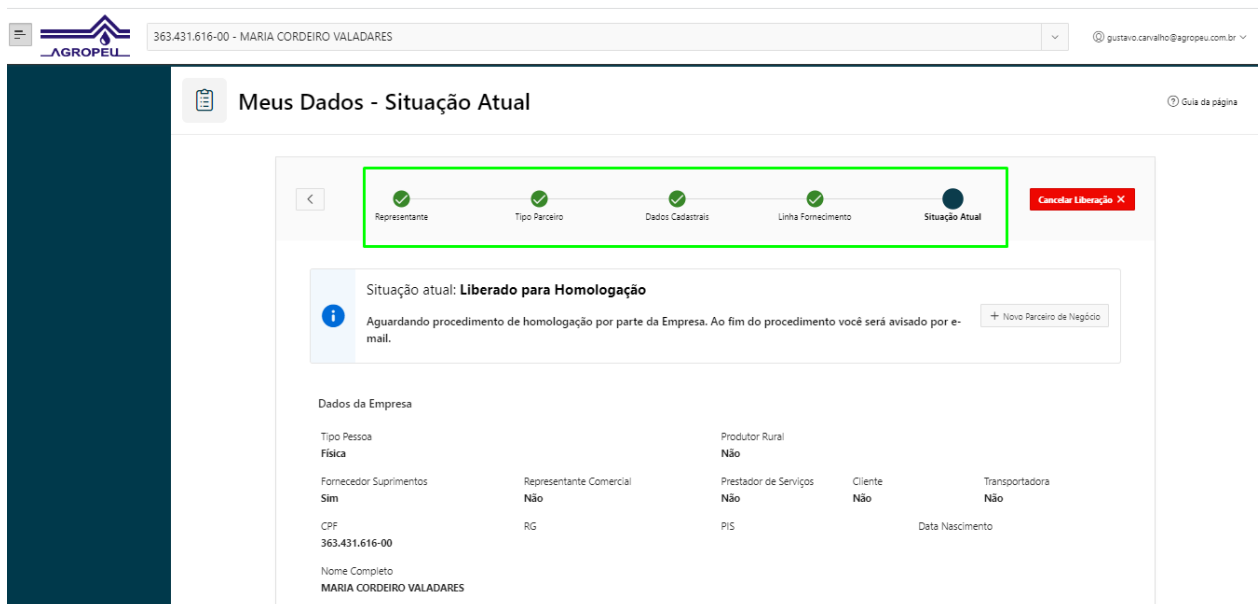 AGROPEU
363.431.616-00 - MARIA CORDEIRO VALADARES
gustavo.carvalho@agropeu.com.br
Meus Dados - Situação Atual
Guia da página
Representante
Tipo Parceiro
Dados Cadastrais
Linha Fornecimento
Situação Atual
Cancelar Liberação
Situação atual: Liberado para Homologação
Aguardando procedimento de homologação por parte da Empresa. Ao fim do procedimento você será avisado por e-
mail.
+ Novo Parceiro de Negócio
Dados da Empresa
Tipo Pessoa
Física
Produtor Rural
Não
Fornecedor Suprimentos
Sim
Representante Comercial
Não
Prestador de Serviços
Não
Cliente
Não
Transportadora
Não
CPF
363.431.616-00
RG
PIS
Data Nascimento
Nome Completo
MARIA CORDEIRO VALADARES